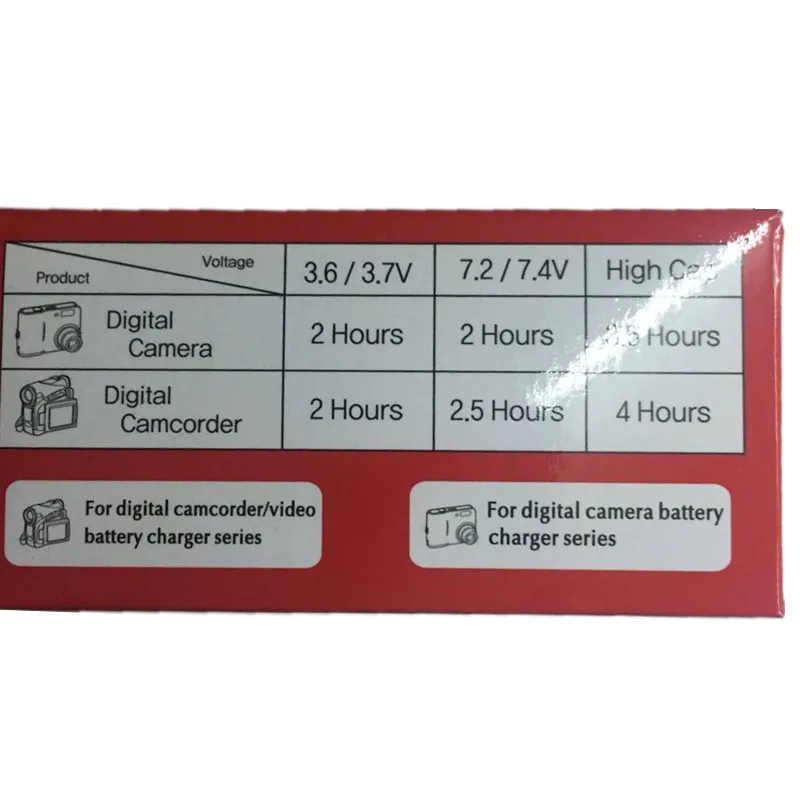 Voltage
Product
3.6 / 3.7V
7.2 / 7.4V
High
Digital
Camera
2 Hours
2 Hours
Hours
Digital
Camcorder
2 Hours
2.5 Hours
4 Hours
For digital camcorder/video
battery charger series
For digital camera battery
charger series